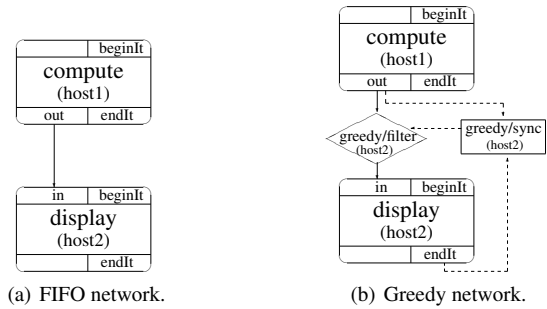 beginIt
compute
(host1)
out endIt
in beginIt
display
(host2)
endIt
(a) FIFO network.
beginIt
compute
(host1)
out endIt
greedy/filter
(host2)
greedy/sync
(host2)
in beginIt
display
(host2)
endIt
(b) Greedy network.